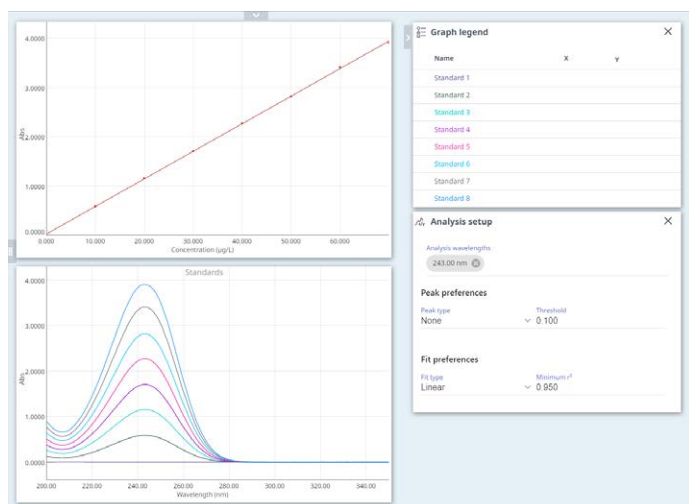 4.0000
3.0000
2.0000
1.0000
0.0000
Abs
0.000 10.000 20.000 30.000 40.000 50.000 60.000
Concentration (µg/L)
Standards
4.0000
3.0000
2.0000
1.0000
0.0000
Abs
200.00 220.00 240.00 260.00 280.00 300.00 320.00 340.00
Wavelength (nm)
Graph legend
Name X Y
Standard 1
Standard 2
Standard 3
Standard 4
Standard 5
Standard 6
Standard 7
Standard 8
Analysis setup
Analysis wavelengths
243.00 nm
Peak preferences
Peak type Threshold
None 0.100
Fit preferences
Fit type Minimum r²
Linear 0.950